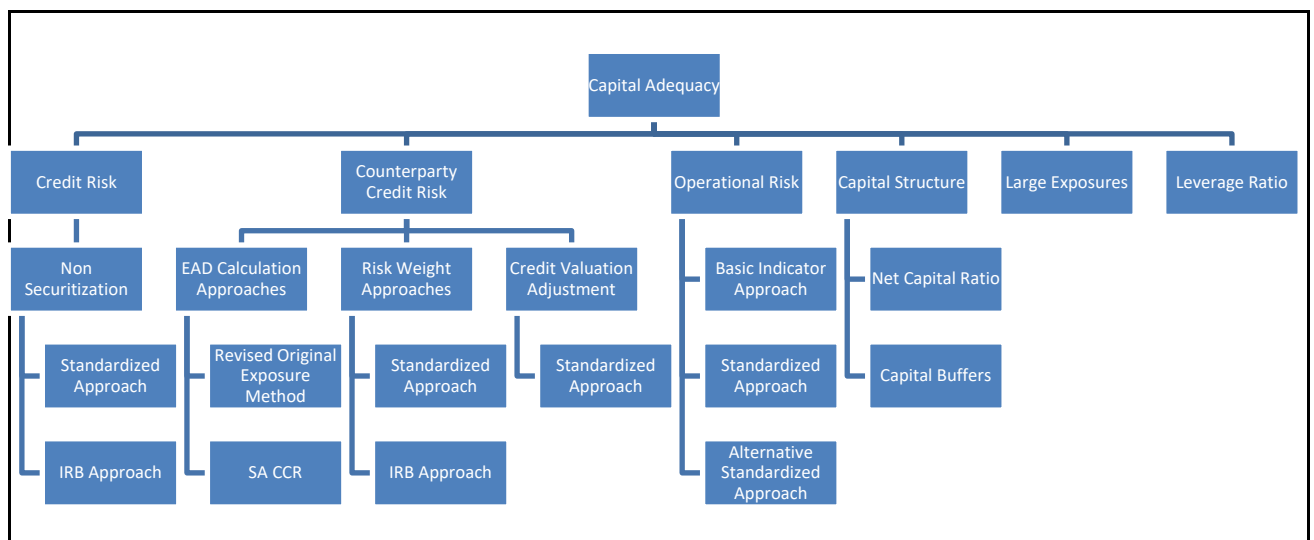 Capital Adequacy
Credit Risk
Counterparty
Credit Risk
Operational Risk
Capital Structure
Large Exposures
Leverage Ratio
Non
Securitization
EAD Calculation
Approaches
Risk Weight
Approaches
Credit Valuation
Adjustment
Basic Indicator
Approach
Net Capital Ratio
Standardized
Approach
Revised Original
Exposure
Method
Standardized
Approach
Standardized
Approach
Standardized
Approach
Capital Buffers
IRB Approach
SA CCR
IRB Approach
Alternative
Standardized
Approach